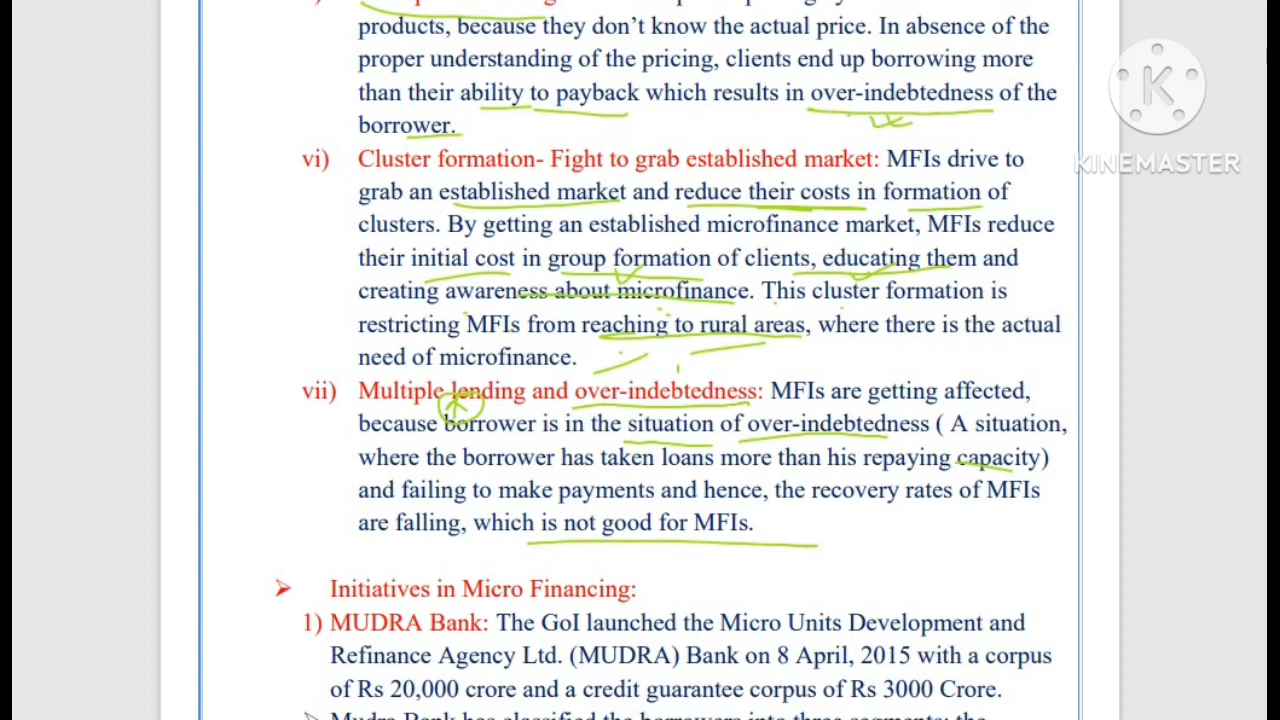 products, because they don't know the actual price. In absence of the
proper understanding of the pricing, clients end up borrowing more
than their ability to payback which results in over-indebtedness of the
borrower.
KINEMASTER
vi) Cluster formation- Fight to grab established market: MFIs drive to
grab an established market and reduce their costs in formation of
clusters. By getting an established microfinance market, MFIs reduce
their initial cost in group formation of clients, educating them and
creating awareness about microfinance. This cluster formation is
restricting MFIs from reaching to rural areas, where there is the actual
need of microfinance.
vii) Multiple lending and over-indebtedness: MFIs are getting affected,
because borrower is in the situation of over-indebtedness ( A situation,
where the borrower has taken loans more than his repaying capacity)
and failing to make payments and hence, the recovery rates of MFIs
are falling, which is not good for MFIs.
➢ Initiatives in Micro Financing:
1) MUDRA Bank: The GoI launched the Micro Units Development and
Refinance Agency Ltd. (MUDRA) Bank on 8 April, 2015 with a corpus
of Rs 20,000 crore and a credit guarantee corpus of Rs 3000 Crore.
➢ Mudra Bank has classified the borrowers into three segments: the